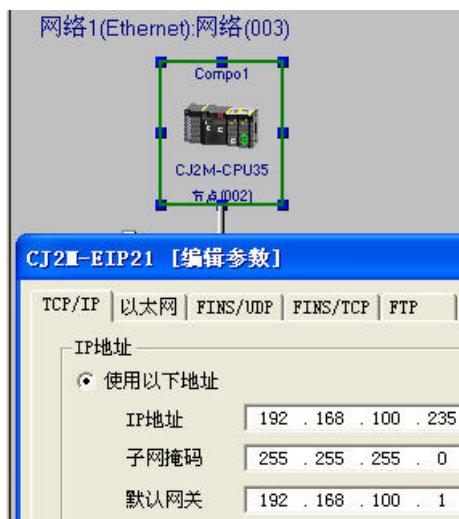 网络1(Ethernet):网络(003)
Compo1
CJ2M-CPU35
节点(002)
CJ2M-EIP21 [编辑参数]
TCP/IP 以太网 FINS/UDP FINS/TCP FTP
IP地址
使用以下地址
IP地址 192 . 168 . 100 . 235
子网掩码 255 . 255 . 255 . 0
默认网关 192 . 168 . 100 . 1